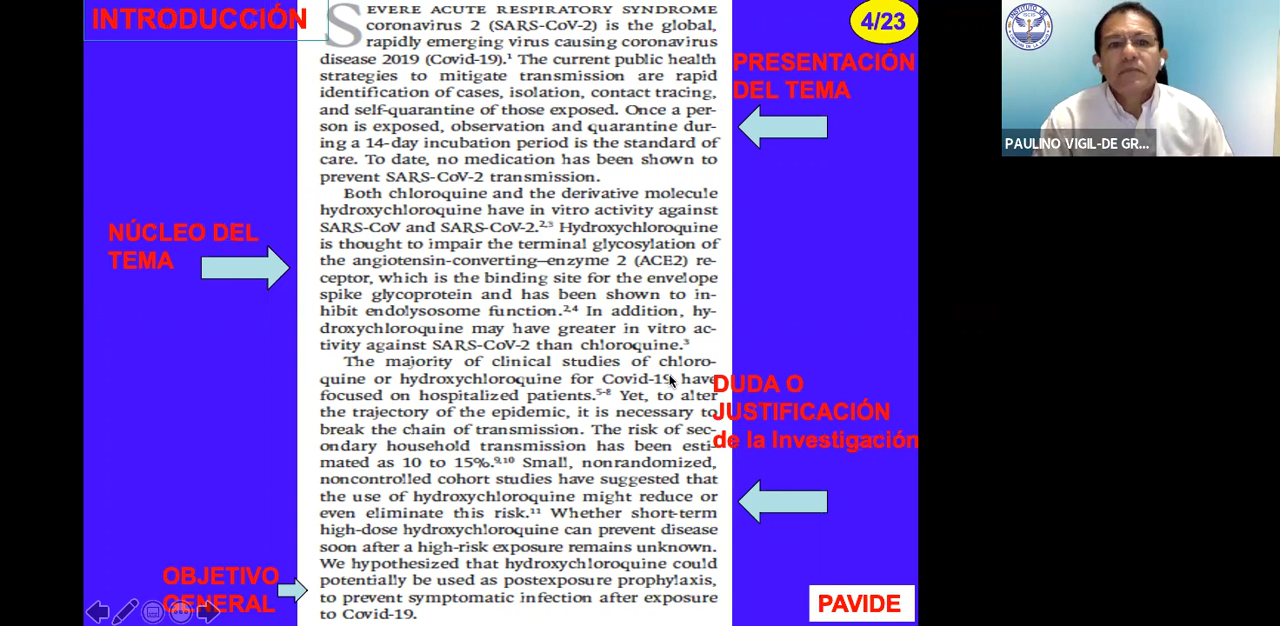 INTRODUCCIÓN
SEVERE ACUTE RESPIRATORY SYNDROME
coronavirus 2 (SARS-CoV-2) is the global,
rapidly emerging virus causing coronavirus
disease 2019 (Covid-19).1 The current public health
strategies to mitigate transmission are rapid
identification of cases, isolation, contact tracing,
and self-quarantine of those exposed. Once a per-
son is exposed, observation and quarantine dur-
ing a 14-day incubation period is the standard of
care. To date, no medication has been shown to
prevent SARS-CoV-2 transmission.
Both chloroquine and the derivative molecule
hydroxychloroquine have in vitro activity against
SARS-CoV and SARS-CoV-2.2,3 Hydroxychloroquine
is thought to impair the terminal glycosylation of
the angiotensin-converting–enzyme 2 (ACE2) re-
ceptor, which is the binding site for the envelope
spike glycoprotein and has been shown to in-
hibit endolysosome function.2,4 In addition, hy-
droxychloroquine may have greater in vitro ac-
tivity against SARS-CoV-2 than chloroquine.3
The majority of clinical studies of chloro-
quine or hydroxychloroquine for Covid-19 have
focused on hospitalized patients.5-8 Yet, to alter
the trajectory of the epidemic, it is necessary to
break the chain of transmission. The risk of sec-
ondary household transmission has been esti-
mated as 10 to 15%.9,10 Small, nonrandomized,
noncontrolled cohort studies have suggested that
the use of hydroxychloroquine might reduce or
even eliminate this risk.11 Whether short-term
high-dose hydroxychloroquine can prevent disease
soon after a high-risk exposure remains unknown.
We hypothesized that hydroxychloroquine could
potentially be used as postexposure prophylaxis,
to prevent symptomatic infection after exposure
to Covid-19.
4/23
PRESENTACIÓN
DEL TEMA
NÚCLEO DEL
TEMA
DUDA O
JUSTIFICACIÓN
de la Investigación
OBJETIVO
GENERAL
PAVIDE
INSTITUTO DE
PAULINO VIGIL-DE GR...